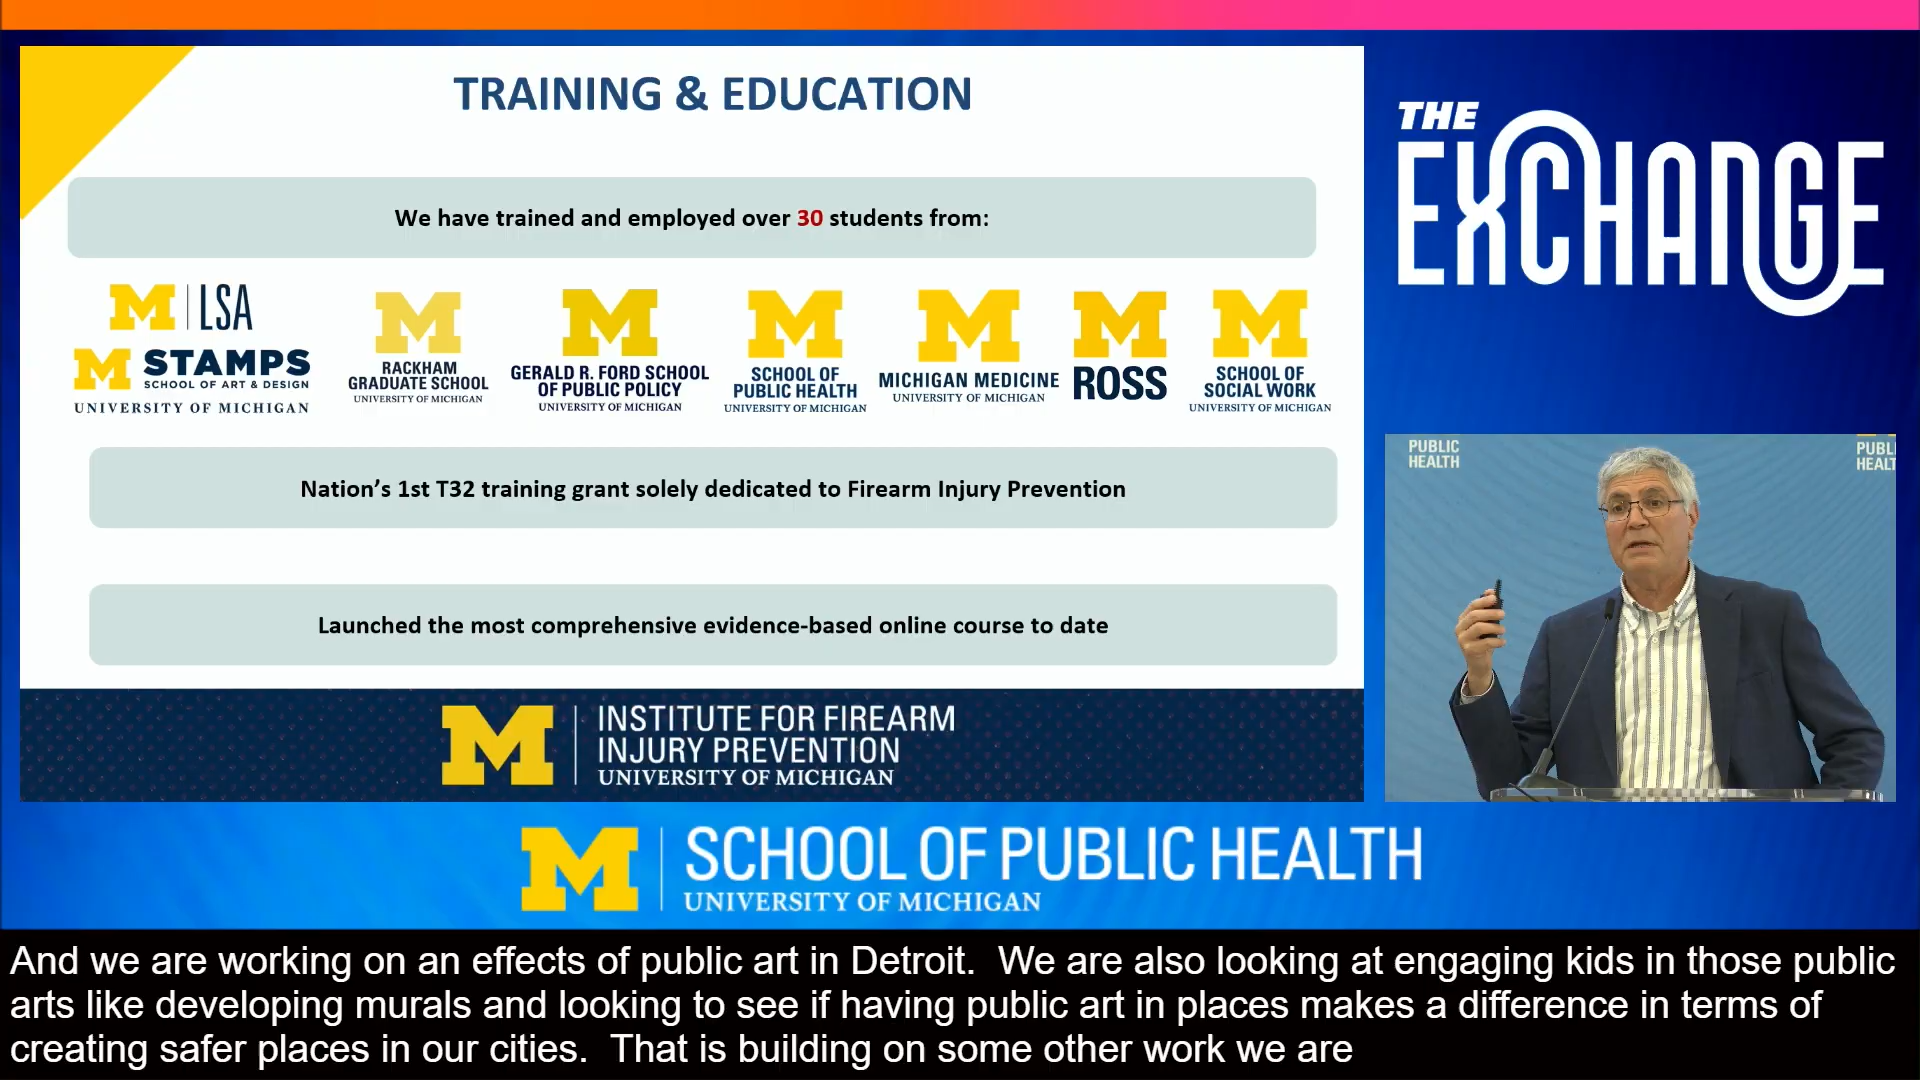 TRAINING & EDUCATION
We have trained and employed over 30 students from:
M LSA
M STAMPS
SCHOOL OF ART & DESIGN
UNIVERSITY OF MICHIGAN
M
RACKHAM
GRADUATE SCHOOL
UNIVERSITY OF MICHIGAN
M
GERALD R. FORD SCHOOL
OF PUBLIC POLICY
UNIVERSITY OF MICHIGAN
M
SCHOOL OF
PUBLIC HEALTH
UNIVERSITY OF MICHIGAN
M
MICHIGAN MEDICINE
UNIVERSITY OF MICHIGAN
M
ROSS
M
SCHOOL OF
SOCIAL WORK
UNIVERSITY OF MICHIGAN
Nation's 1st T32 training grant solely dedicated to Firearm Injury Prevention
Launched the most comprehensive evidence-based online course to date
M
INSTITUTE FOR FIREARM
INJURY PREVENTION
UNIVERSITY OF MICHIGAN
THE
EXCHANGE
PUBLIC
HEALTH
PUBLI
HEALT
M
SCHOOL OF PUBLIC HEALTH
UNIVERSITY OF MICHIGAN
And we are working on an effects of public art in Detroit.  We are also looking at engaging kids in those public
arts like developing murals and looking to see if having public art in places makes a difference in terms of
creating safer places in our cities.  That is building on some other work we are